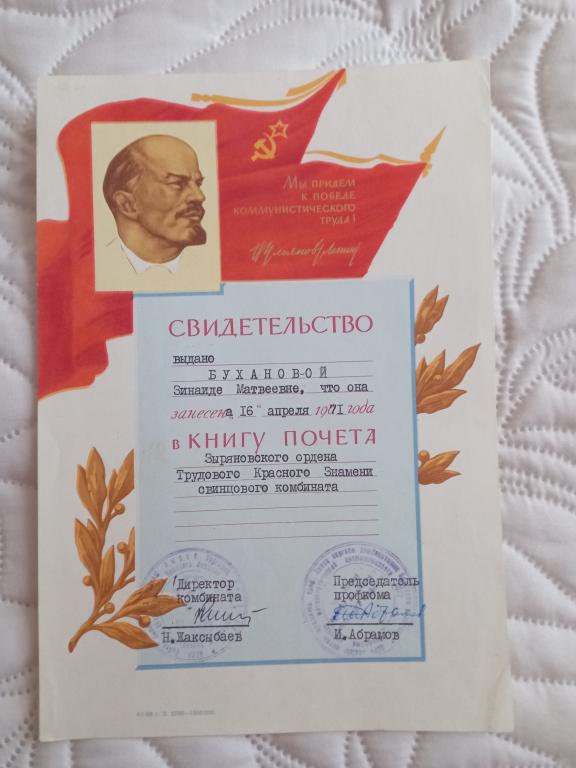 Мы придем
к победе
коммунистического
труда!
СВИДЕТЕЛЬСТВО
выдано
БУХАНОВОЙ
Зинаиде Матвеевне, что она
занесена 16 апреля 1971 года
в КНИГУ ПОЧЕТА
Зыряновского ордена
Трудового Красного Знамени
свинцового комбината
Директор
комбината
Н.Жаксыбаев
Председатель
профкома
И.Абрамов